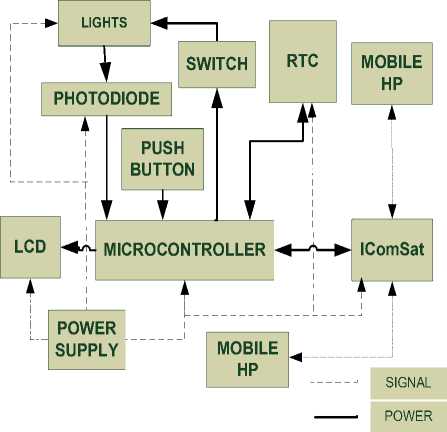 LIGHTS
SWITCH
RTC
MOBILE
HP
PHOTODIODE
PUSH
BUTTON
LCD
MICROCONTROLLER
IComSat
POWER
SUPPLY
MOBILE
HP
SIGNAL
POWER